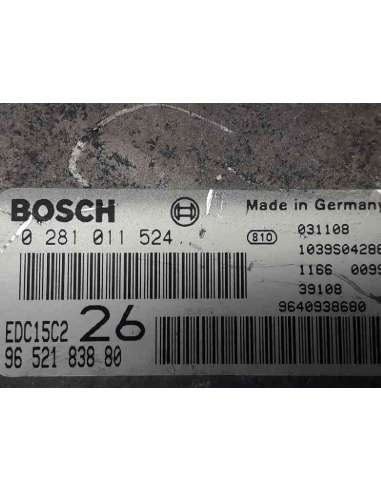 BOSCH
Made in Germany
0 281 011 524
810
031108
1039S04286
1166 0099
39108
9640938680
EDC15C2 26
96 521 838 80